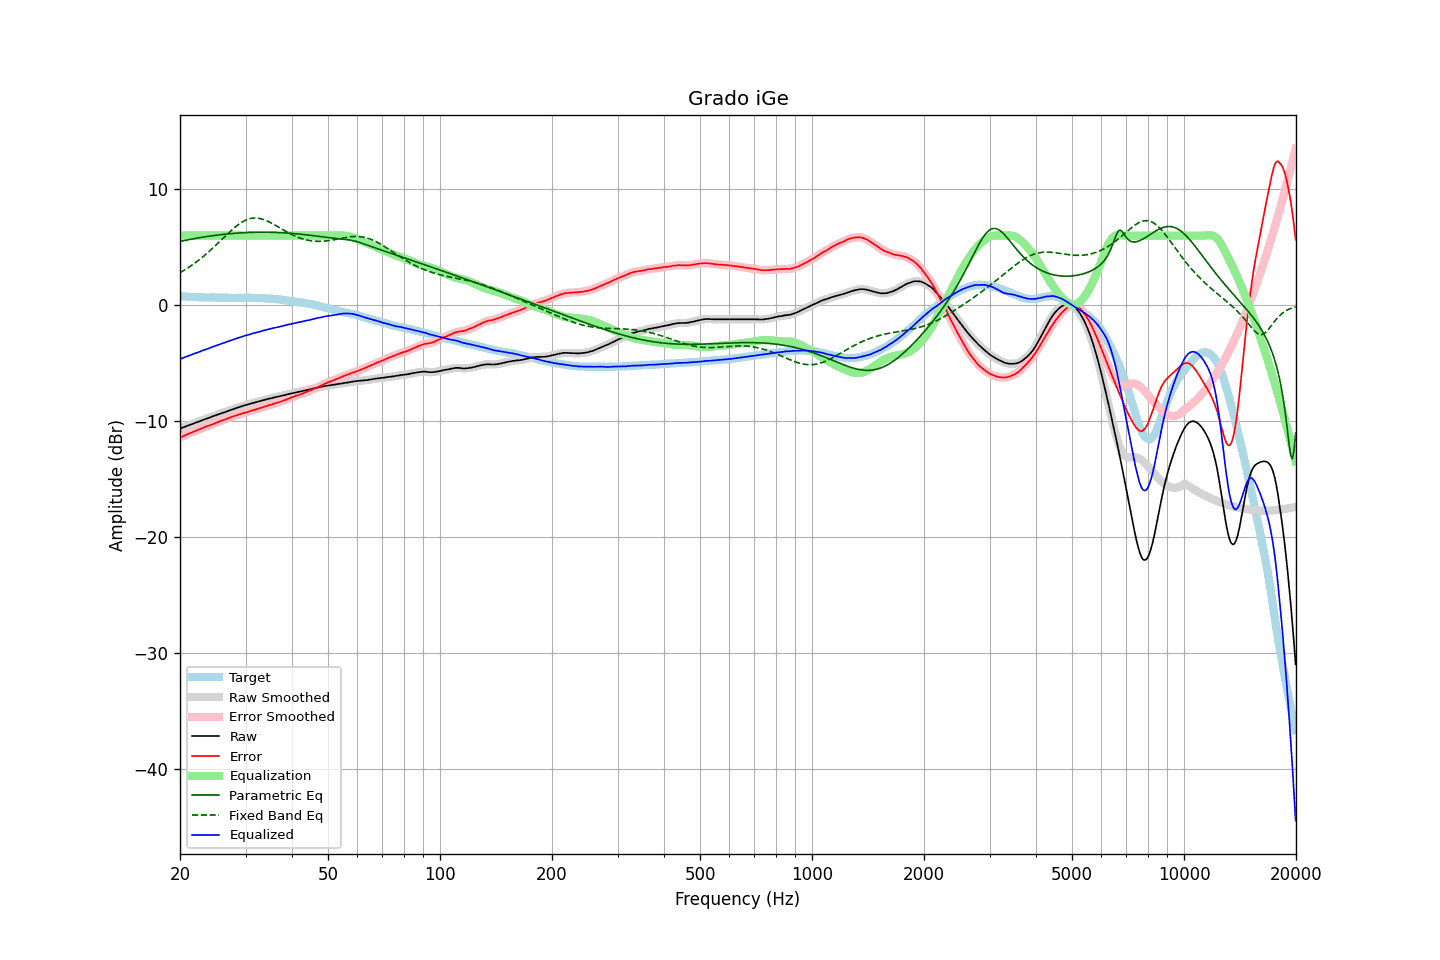 Grado iGe
Amplitude (dBr)
10
0
−10
−20
−30
−40
Target
Raw Smoothed
Error Smoothed
Raw
Error
Equalization
Parametric Eq
Fixed Band Eq
Equalized
20 50 100 200 500 1000 2000 5000 10000 20000
Frequency (Hz)